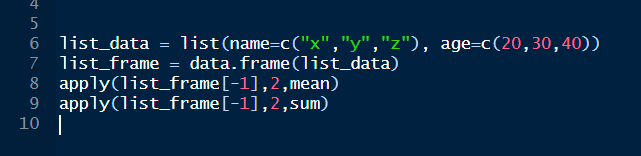 4
5
6 list_data = list(name=c("x","y","z"), age=c(20,30,40))
7 list_frame = data.frame(list_data)
8 apply(list_frame[-1],2,mean)
9 apply(list_frame[-1],2,sum)
10